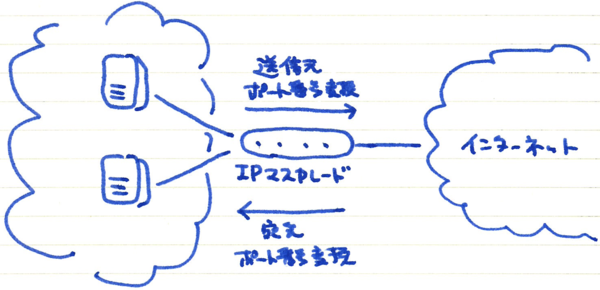 送信元
ポート番号変換
IPマスカレード
インターネット
宛先
ポート番号変換